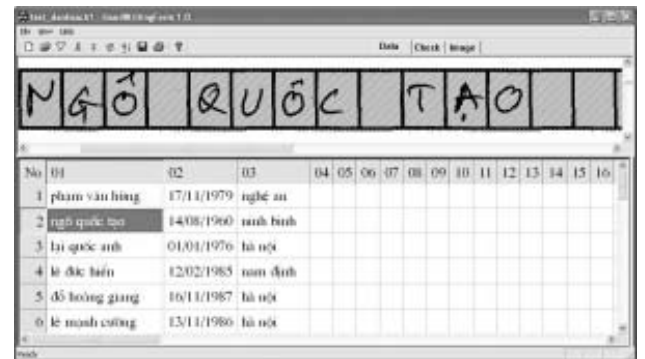 Data Check Image
NGÔ QUỐC TẠO
No 01 02 03 04 05 06 07 08 09 10 11 12 13 14 15 16
1 phạm văn hùng 17/11/1979 nghệ an
2 ngô quốc tạo 14/08/1960 ninh bình
3 lại quốc anh 01/01/1976 hà nội
4 lê đức hiếu 12/02/1985 nam định
5 đỗ hoàng giang 16/11/1987 hà nội
6 lê mạnh cường 13/11/1986 hà nội
Ready